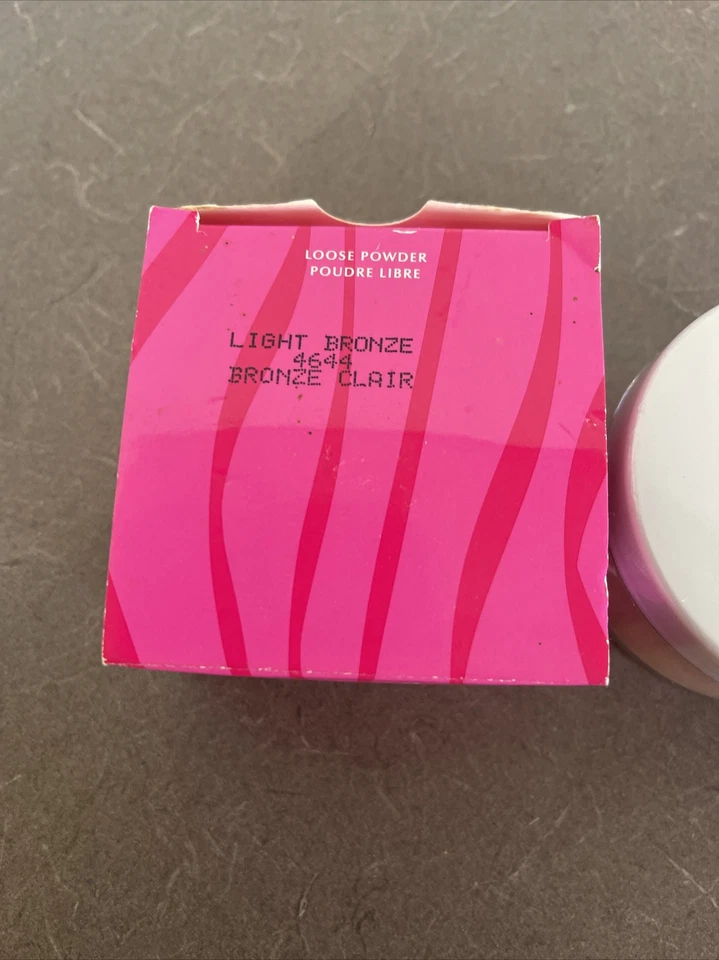 LOOSE POWDER
POUDRE LIBRE
LIGHT BRONZE
4644
BRONZE CLAIR